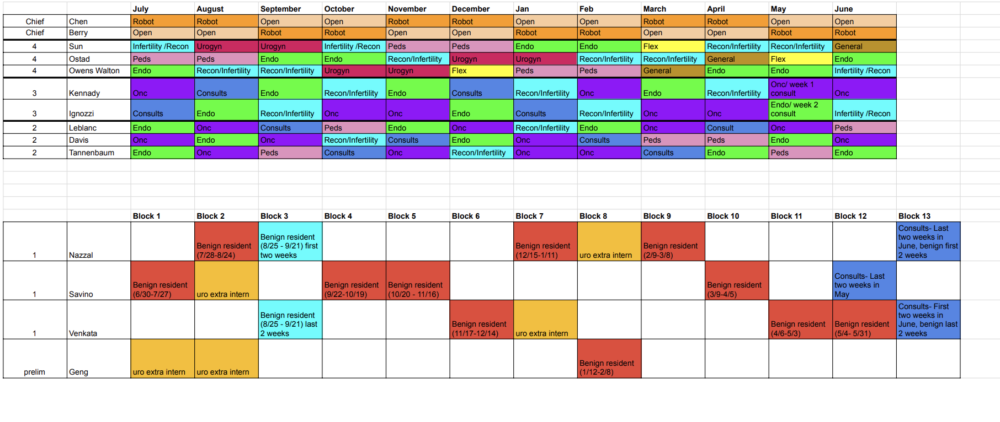 July August September October November December Jan Feb March April May June
Chief Chen Robot Robot Open Open Robot Robot Open Open Robot Robot Open Open
Chief Berry Open Open Robot Robot Open Open Robot Robot Open Open Robot Robot
4 Sun Infertility /Recon Urogyn Urogyn Infertility /Recon Peds Peds Endo Endo Flex Recon/Infertility Recon/Infertility General
4 Ostad Peds Peds Endo Endo Recon/Infertility Urogyn Urogyn Recon/Infertility Recon/Infertility General Flex Endo
4 Owens Walton Endo Recon/Infertility Recon/Infertility Urogyn Urogyn Flex Peds Peds General Endo Endo Infertility /Recon
3 Kennady Onc Consults Endo Recon/Infertility Endo Consults Recon/Infertility Onc Endo Recon/Infertility Onc/ week 1
consult Onc
3 Ignozzi Consults Endo Recon/Infertility Onc Onc Endo Consults Recon/Infertility Onc Onc Endo/ week 2
consult Infertility /Recon
2 Leblanc Endo Onc Consults Peds Endo Onc Recon/Infertility Endo Onc Consult Onc Peds
2 Davis Onc Endo Onc Recon/Infertility Consults Endo Onc Consults Peds Peds Endo Onc
2 Tannenbaum Endo Onc Peds Consults Onc Recon/Infertility Onc Onc Consults Endo Peds Endo
Block 1 Block 2 Block 3 Block 4 Block 5 Block 6 Block 7 Block 8 Block 9 Block 10 Block 11 Block 12 Block 13
1 Nazzal
Benign resident
(7/28-8/24)
Benign resident
(8/25 - 9/21) first
two weeks
Benign resident
(12/15-1/11)
uro extra intern
Benign resident
(2/9-3/8)
Consults- Last
two weeks in
June, benign first
2 weeks
1 Savino
Benign resident
(6/30-7/27)
uro extra intern
Benign resident
(9/22-10/19)
Benign resident
(10/20 - 11/16)
Benign resident
(3/9-4/5)
Consults- Last
two weeks in
May
1 Venkata
Benign resident
(8/25 - 9/21) last
2 weeks
Benign resident
(11/17-12/14)
uro extra intern
Benign resident
(4/6-5/3)
Benign resident
(5/4- 5/31)
Consults- First
two weeks in
June, benign last
2 weeks
prelim Geng
uro extra intern
uro extra intern
Benign resident
(1/12-2/8)